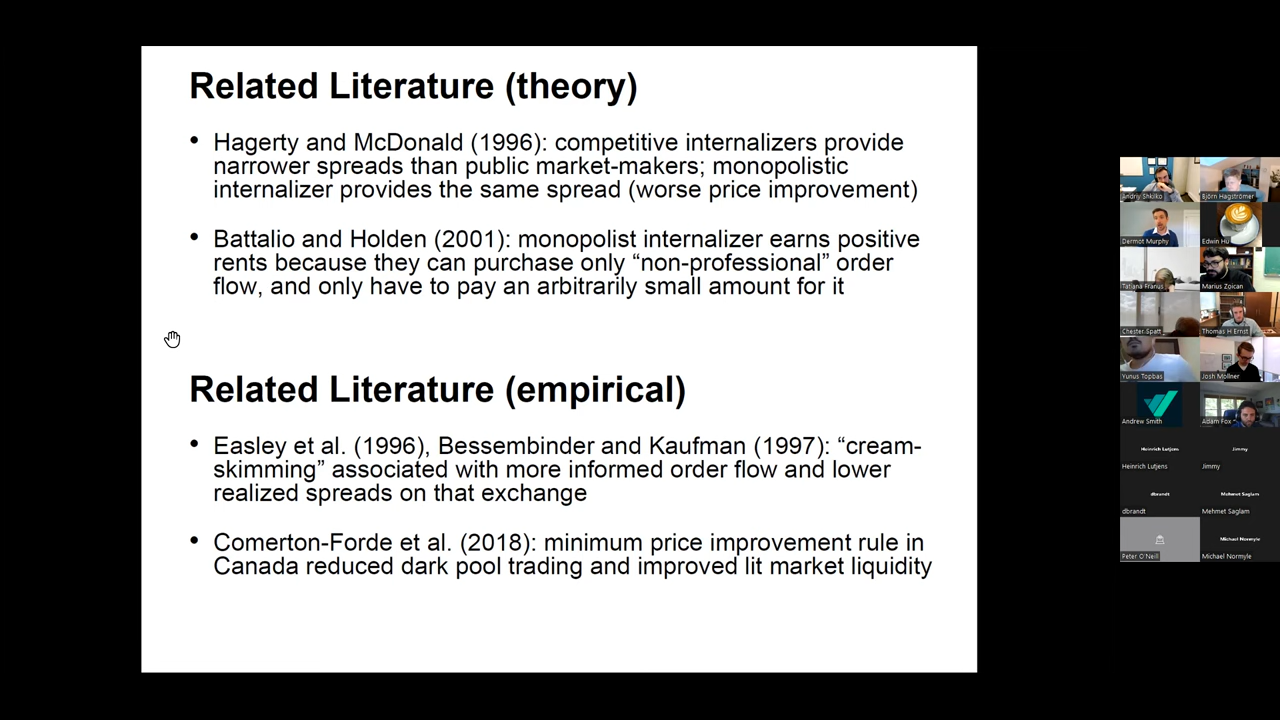 Related Literature (theory)
• Hagerty and McDonald (1996): competitive internalizers provide
narrower spreads than public market-makers; monopolistic
internalizer provides the same spread (worse price improvement)
• Battalio and Holden (2001): monopolist internalizer earns positive
rents because they can purchase only “non-professional” order
flow, and only have to pay an arbitrarily small amount for it
Related Literature (empirical)
• Easley et al. (1996), Bessembinder and Kaufman (1997): “cream-
skimming” associated with more informed order flow and lower
realized spreads on that exchange
• Comerton-Forde et al. (2018): minimum price improvement rule in
Canada reduced dark pool trading and improved lit market liquidity
Andriy Shkilko
Björn Hagströmer
Dermot Murphy
Edwin Hu
Tatiana Franus
Marius Zoican
Chester Spatt
Thomas H Ernst
Yunus Topbas
Josh Mollner
Andrew Smith
Adam Fox
Heinrich Lutjens
Jimmy
Heinrich Lutjens
Jimmy
dbrandt
Mehmet Saglam
dbrandt
Mehmet Saglam
Michael Normyle
Peter O'Neill
Michael Normyle